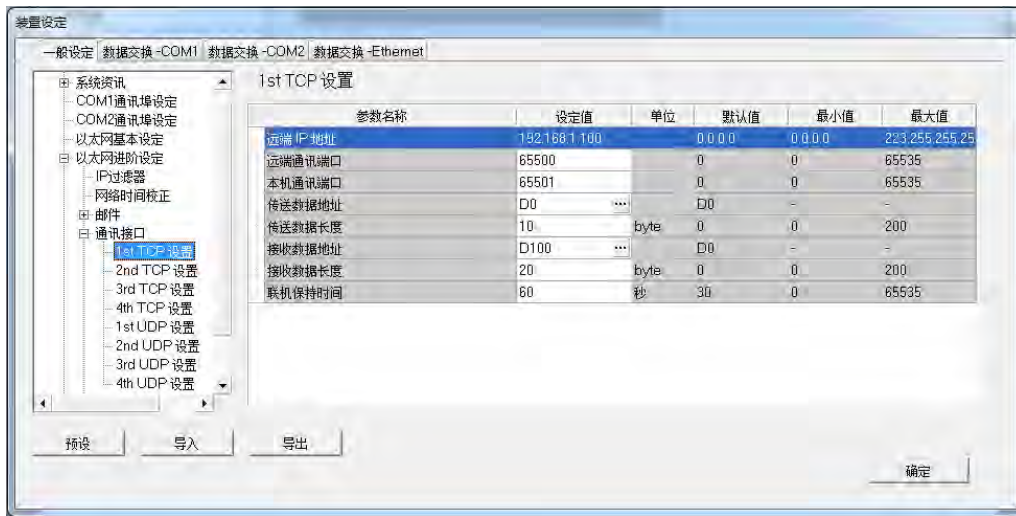 装置设定
一般设定 数据交换 -COM1 数据交换 -COM2 数据交换 -Ethernet
系统资讯
COM1通讯埠设定
COM2通讯埠设定
以太网基本设定
以太网进阶设定
IP过滤器
网络时间校正
邮件
通讯接口
1st TCP 设置
2nd TCP 设置
3rd TCP 设置
4th TCP 设置
1st UDP 设置
2nd UDP 设置
3rd UDP 设置
4th UDP 设置
1st TCP 设置
参数名称 设定值 单位 默认值 最小值 最大值
远端 IP 地址 192.168.1.100 0.0.0.0 0.0.0.0 223.255.255.25
远端通讯端口 65500 0 0 65535
本机通讯端口 65501 0 0 65535
传送数据地址 D0 ... D0 - -
传送数据长度 10 byte 0 0 200
接收数据地址 D100 ... D0 - -
接收数据长度 20 byte 0 0 200
联机保持时间 60 秒 30 0 65535
预设 导入 导出
确定